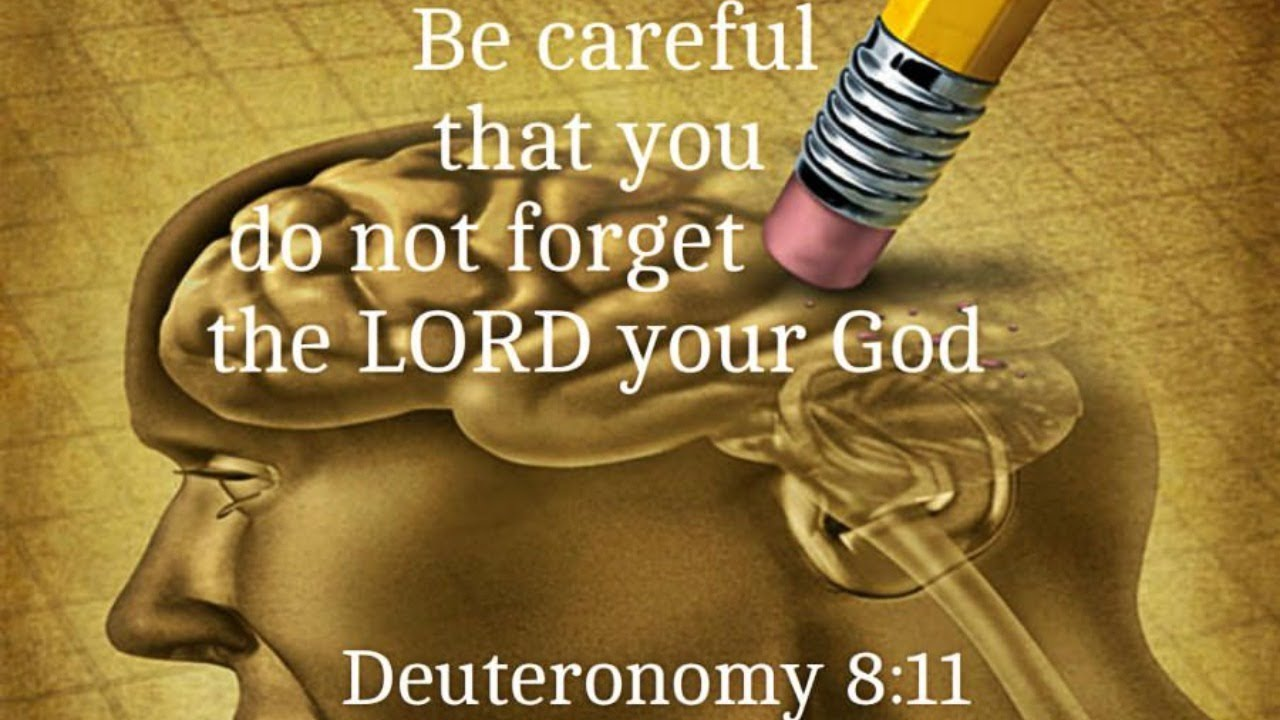 Be careful
that you
do not forget
the LORD your God
Deuteronomy 8:11